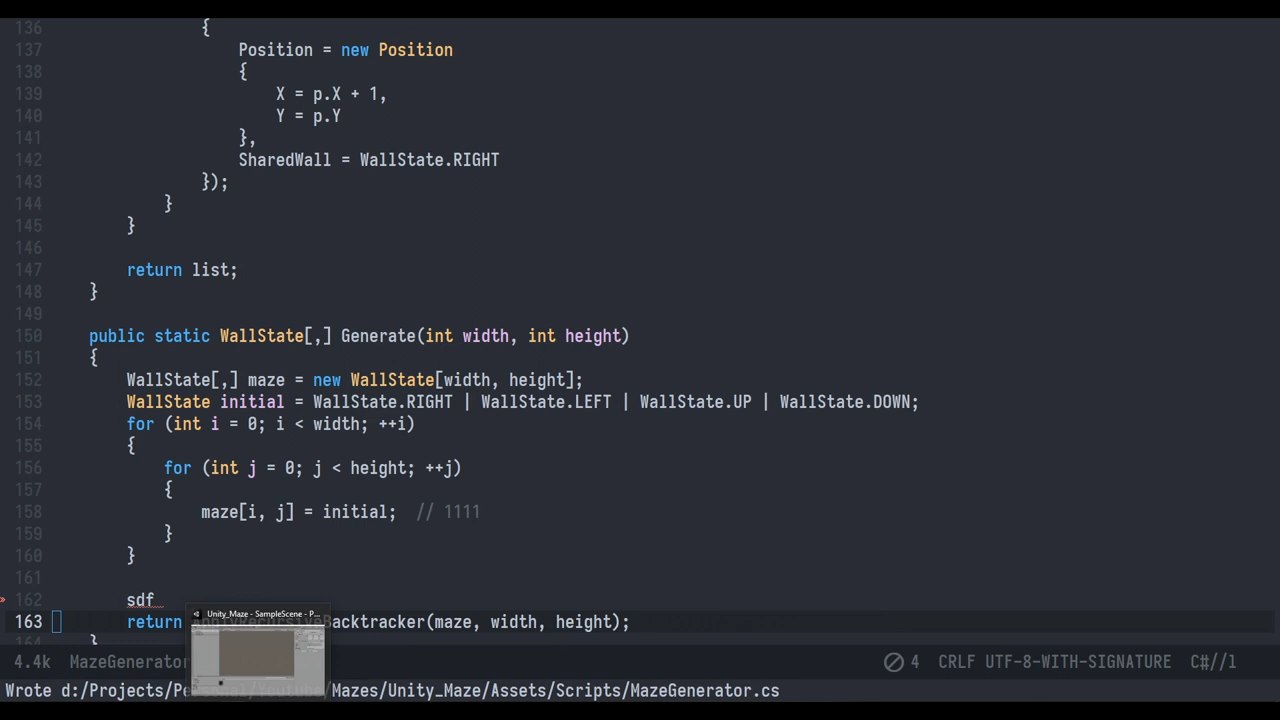 136 {
137 Position = new Position
138 {
139 X = p.X + 1,
140 Y = p.Y
141 },
142 SharedWall = WallState.RIGHT
143 });
144 }
145 }
146
147 return list;
148 }
149
150 public static WallState[,] Generate(int width, int height)
151 {
152 WallState[,] maze = new WallState[width, height];
153 WallState initial = WallState.RIGHT | WallState.LEFT | WallState.UP | WallState.DOWN;
154 for (int i = 0; i < width; ++i)
155 {
156 for (int j = 0; j < height; ++j)
157 {
158 maze[i, j] = initial; // 1111
159 }
160 }
161
162 sdf
Unity_Maze - SampleScene - P...
163 return ApplyRecursiveBacktracker(maze, width, height);
164 }
4.4k MazeGenerator 4 CRLF UTF-8-WITH-SIGNATURE C#//1
Wrote d:/Projects/Mazes/Unity_Maze/Assets/Scripts/MazeGenerator.cs